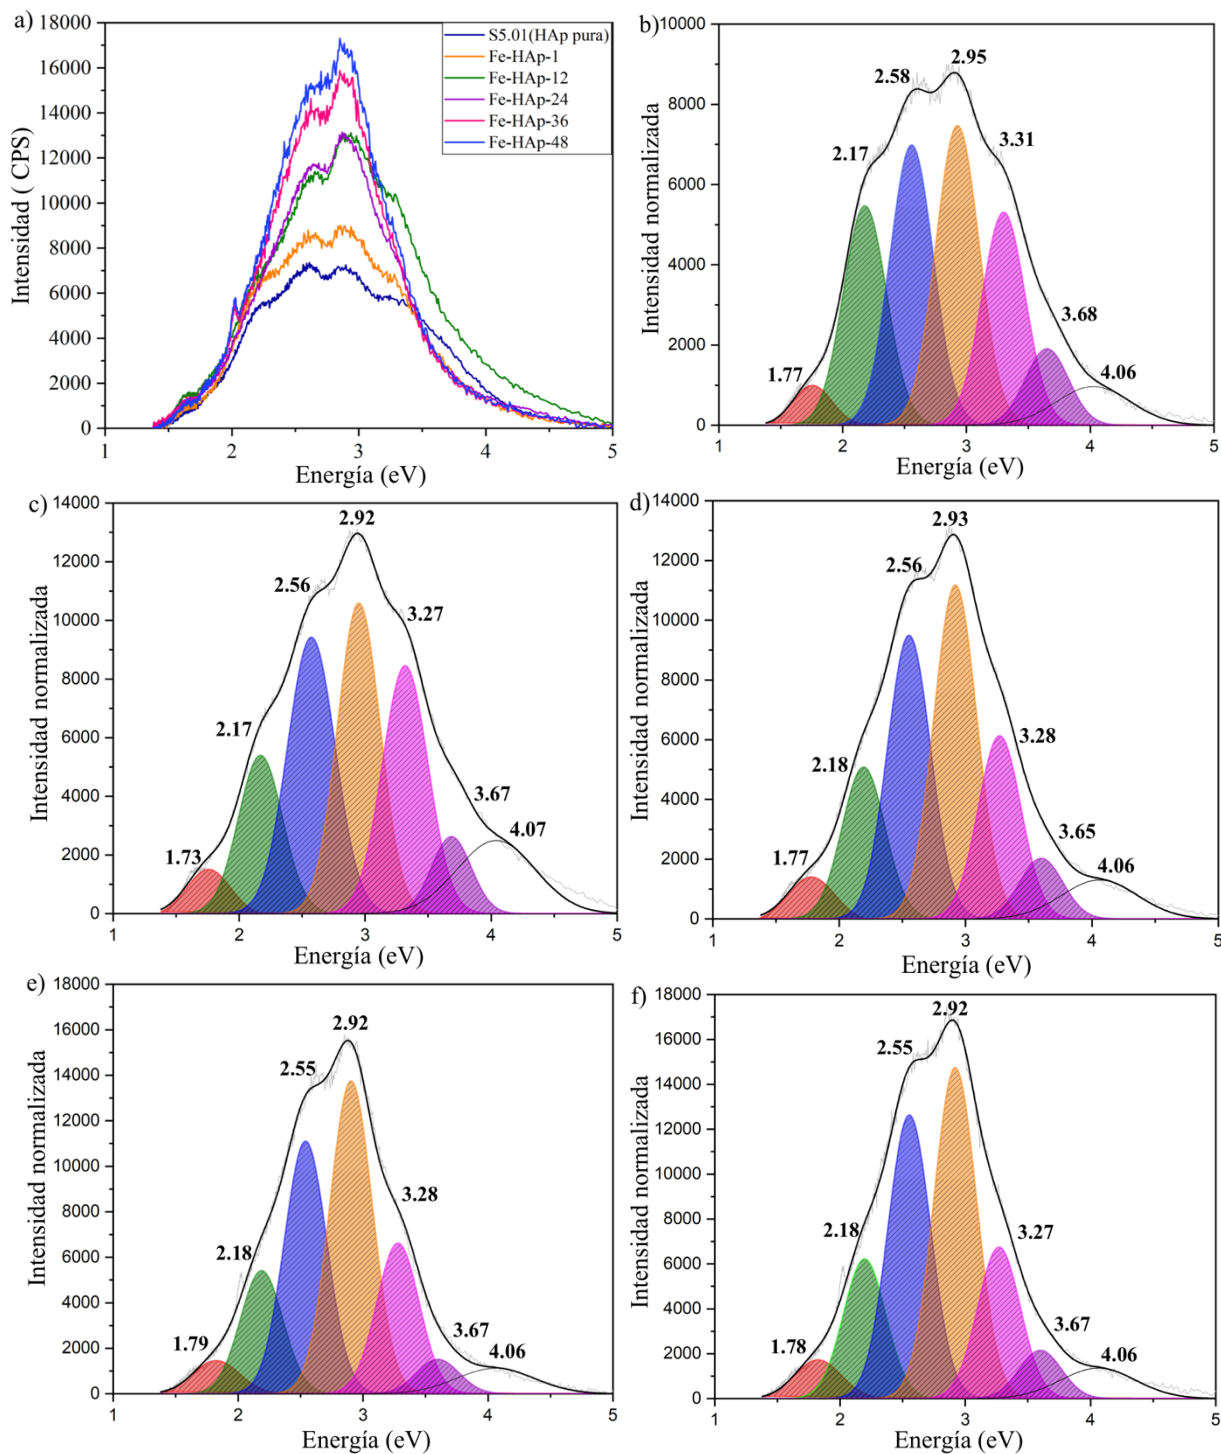 a)
18000
16000
14000
12000
10000
8000
6000
4000
2000
0
Intensidad ( CPS)
S5.01(HAp pura)
Fe-HAp-1
Fe-HAp-12
Fe-HAp-24
Fe-HAp-36
Fe-HAp-48
1 2 3 4 5
Energía (eV)
b)
10000
8000
6000
4000
2000
0
Intensidad normalizada
1.77
2.17
2.58
2.95
3.31
3.68
4.06
1 2 3 4 5
Energía (eV)
c)
14000
12000
10000
8000
6000
4000
2000
0
Intensidad normalizada
1.73
2.17
2.56
2.92
3.27
3.67
4.07
1 2 3 4 5
Energía (eV)
d)
14000
12000
10000
8000
6000
4000
2000
0
Intensidad normalizada
1.77
2.18
2.56
2.93
3.28
3.65
4.06
1 2 3 4 5
Energía (eV)
e)
18000
16000
14000
12000
10000
8000
6000
4000
2000
0
Intensidad normalizada
1.79
2.18
2.55
2.92
3.28
3.67
4.06
1 2 3 4 5
Energía (eV)
f)
18000
16000
14000
12000
10000
8000
6000
4000
2000
0
Intensidad normalizada
1.78
2.18
2.55
2.92
3.27
3.67
4.06
1 2 3 4 5
Energía (eV)